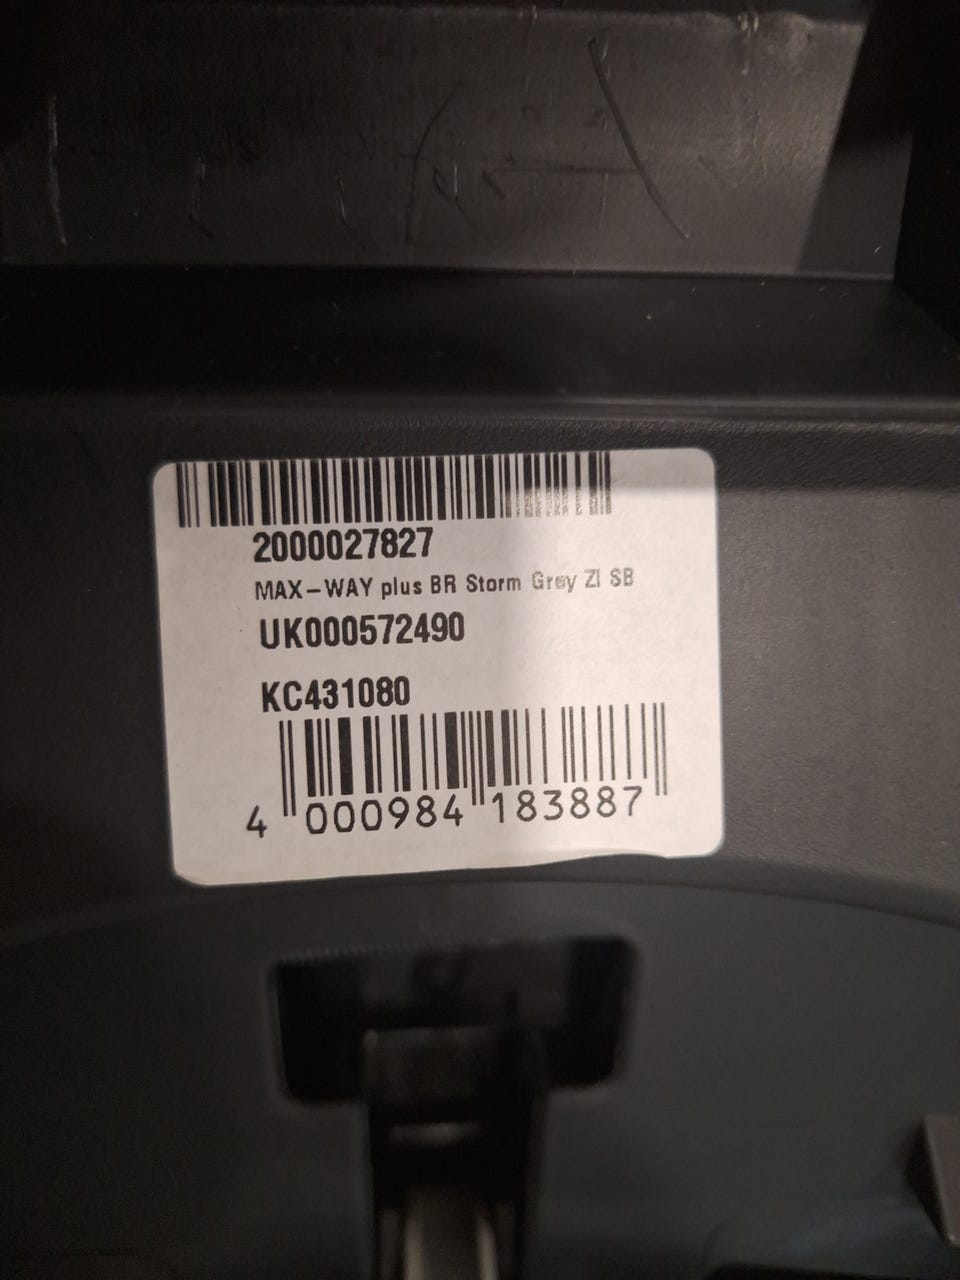 2000027827
MAX-WAY plus BR Storm Grey ZI SB
UK000572490
KC431080
4 000984 183887